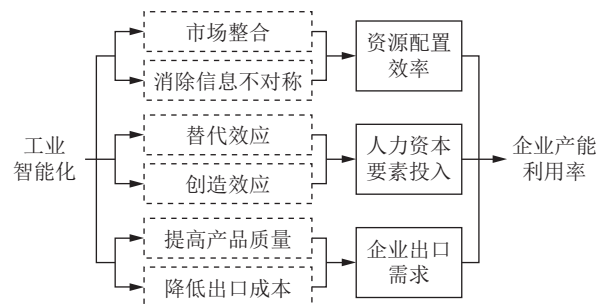 市场整合
消除信息不对称
资源配置
效率
工业
智能化
替代效应
创造效应
人力资本
要素投入
企业产能
利用率
提高产品质量
降低出口成本
企业出口
需求